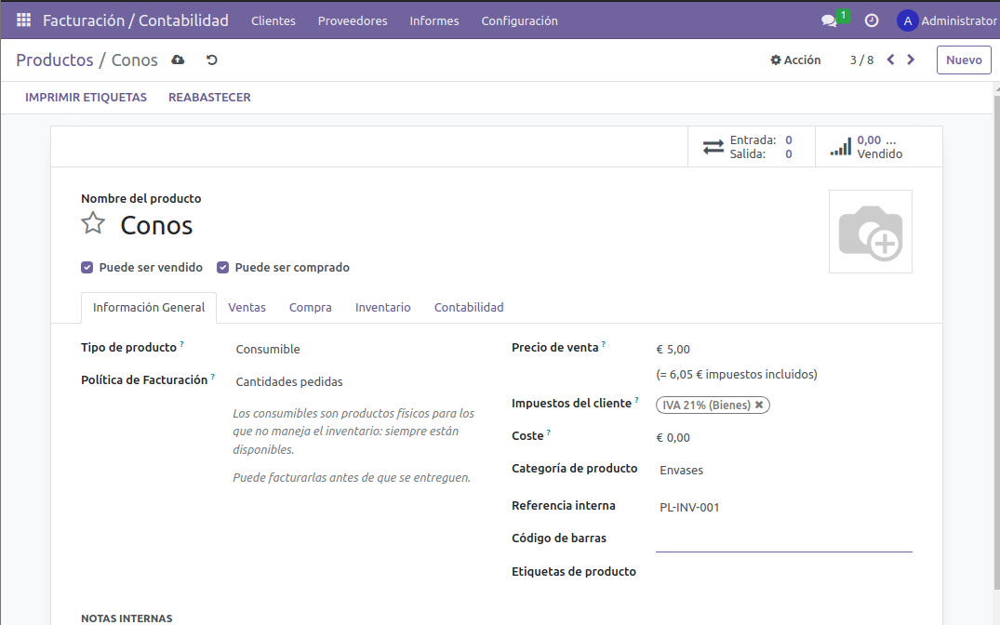 Facturación / Contabilidad Clientes Proveedores Informes Configuración 1 A Administrator
Productos / Conos Acción 3 / 8 Nuevo
IMPRIMIR ETIQUETAS REABASTECER
Entrada: 0
Salida: 0
0,00 ...
Vendido
Nombre del producto
Conos
Puede ser vendido Puede ser comprado
Información General Ventas Compra Inventario Contabilidad
Tipo de producto ? Consumible
Política de Facturación ? Cantidades pedidas
Los consumibles son productos físicos para los
que no maneja el inventario: siempre están
disponibles.
Puede facturarlas antes de que se entreguen.
Precio de venta ? € 5,00
(= 6,05 € impuestos incluidos)
Impuestos del cliente ? IVA 21% (Bienes) ✖
Coste ? € 0,00
Categoría de producto Envases
Referencia interna PL-INV-001
Código de barras
Etiquetas de producto
NOTAS INTERNAS